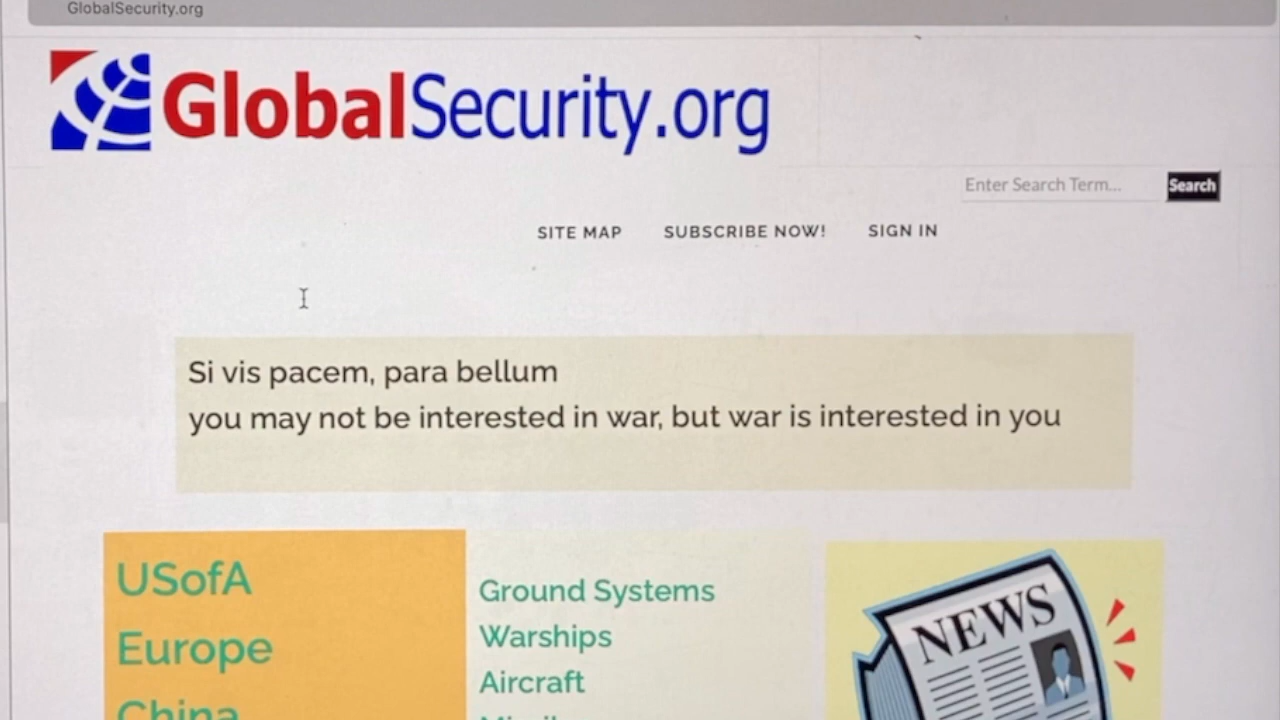 GlobalSecurity.org
GlobalSecurity.org
Enter Search Term...
Search
SITE MAP
SUBSCRIBE NOW!
SIGN IN
Si vis pacem, para bellum
you may not be interested in war, but war is interested in you
USofA
Europe
China
Ground Systems
Warships
Aircraft
NEWS